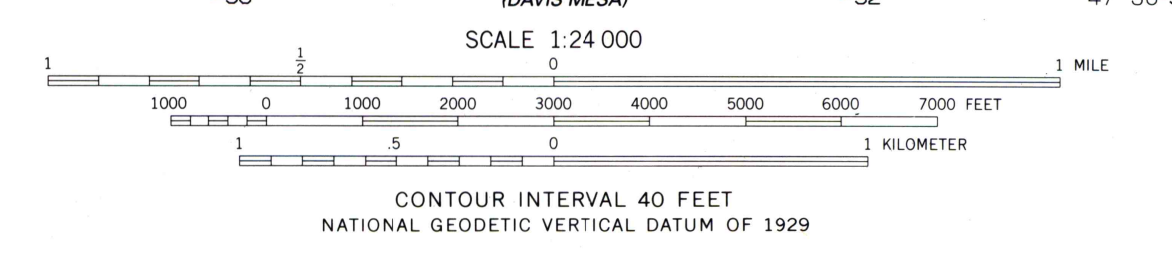 (DAVIS MESA)
SCALE 1:24 000
1 1/2 0 1 MILE
1000 0 1000 2000 3000 4000 5000 6000 7000 FEET
1 .5 0 1 KILOMETER
CONTOUR INTERVAL 40 FEET
NATIONAL GEODETIC VERTICAL DATUM OF 1929